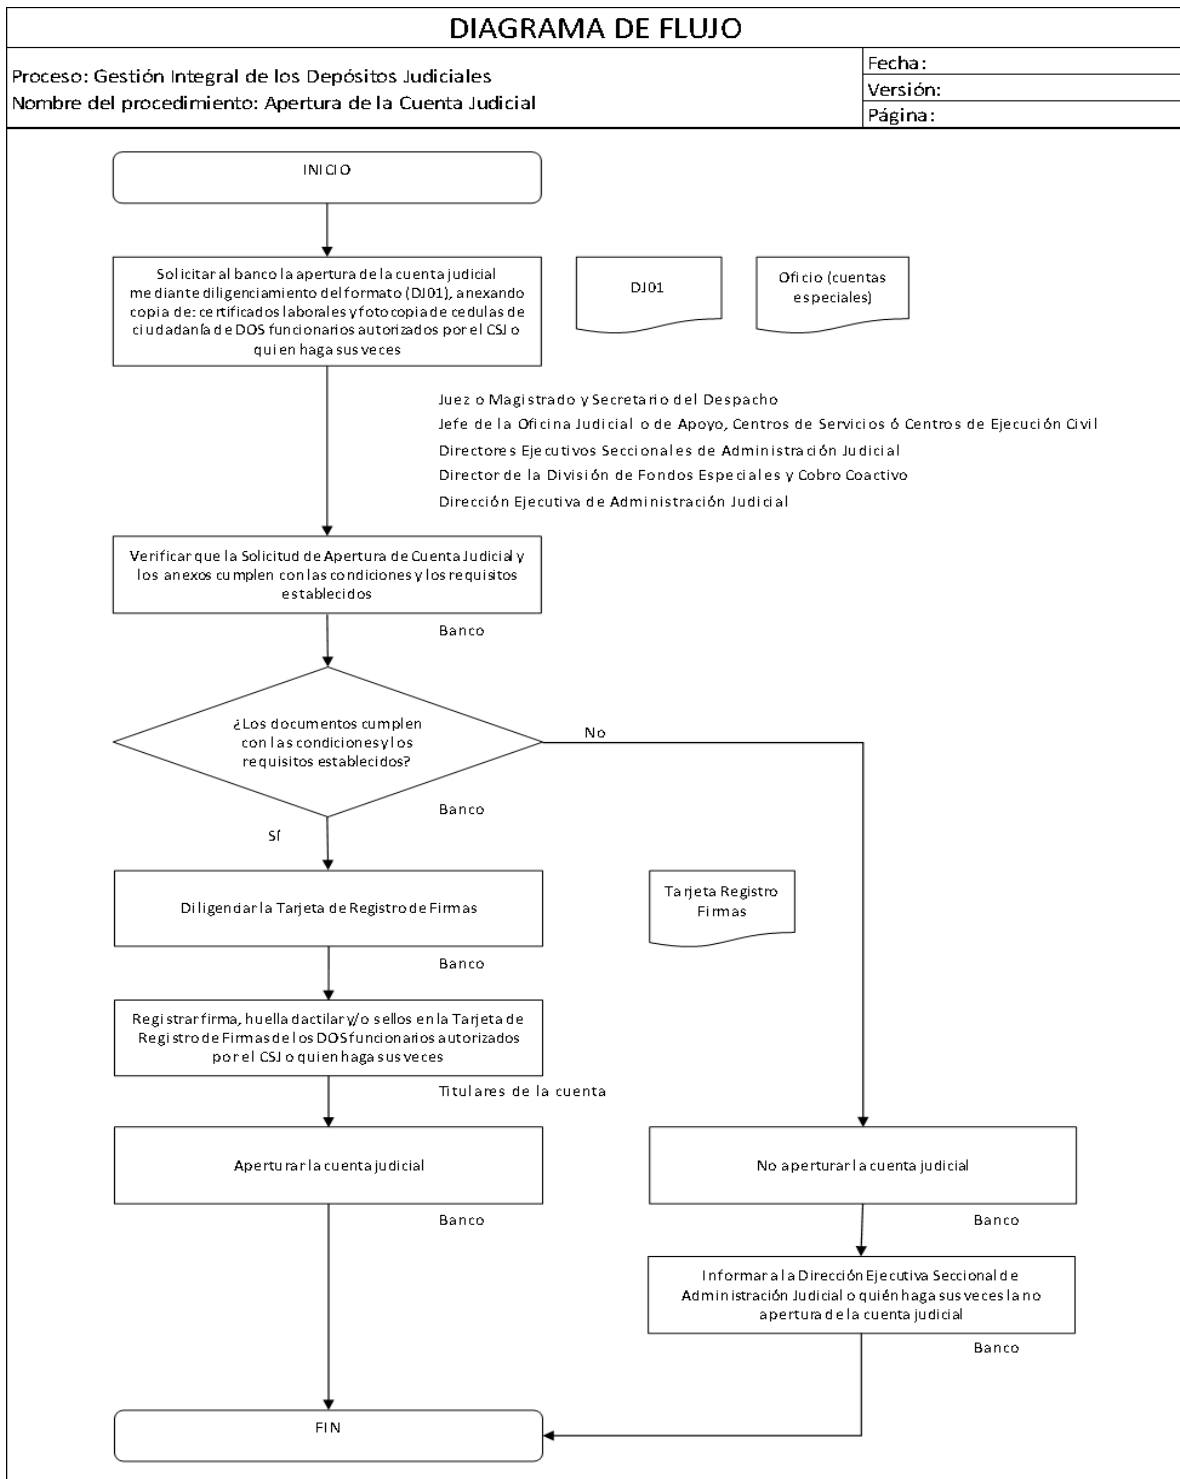 DIAGRAMA DE FLUJO
Proceso: Gestión Integral de los Depósitos Judiciales
Nombre del procedimiento: Apertura de la Cuenta Judicial
Fecha:
Versión:
Página:
INICIO
Solicitar al banco la apertura de la cuenta judicial
mediante diligenciamiento del formato (DJ01), anexando
copia de: certificados laborales y fotocopia de cedulas de
ciudadanía de DOS funcionarios autorizados por el CSJ o
quien haga sus veces
DJ01
Oficio (cuentas
especiales)
Juez o Magistrado y Secretario del Despacho
Jefe de la Oficina Judicial o de Apoyo, Centros de Servicios ó Centros de Ejecución Civil
Directores Ejecutivos Seccionales de Administración Judicial
Director de la División de Fondos Especiales y Cobro Coactivo
Dirección Ejecutiva de Administración Judicial
Verificar que la Solicitud de Apertura de Cuenta Judicial y
los anexos cumplen con las condiciones y los requisitos
establecidos
Banco
¿Los documentos cumplen
con las condiciones y los
requisitos establecidos?
No
Banco
Sí
Diligenciar la Tarjeta de Registro de Firmas
Tarjeta Registro
Firmas
Banco
Registrar firma, huella dactilar y/o sellos en la Tarjeta de
Registro de Firmas de los DOS funcionarios autorizados
por el CSJ o quien haga sus veces
Titulares de la cuenta
Aperturar la cuenta judicial
No aperturar la cuenta judicial
Banco
Banco
Informar a la Dirección Ejecutiva Seccional de
Administración Judicial o quién haga sus veces la no
apertura de la cuenta judicial
Banco
FIN